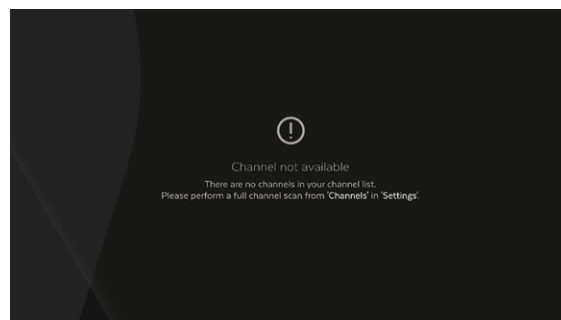 Channel not available
There are no channels in your channel list.
Please perform a full channel scan from 'Channels' in 'Settings'.